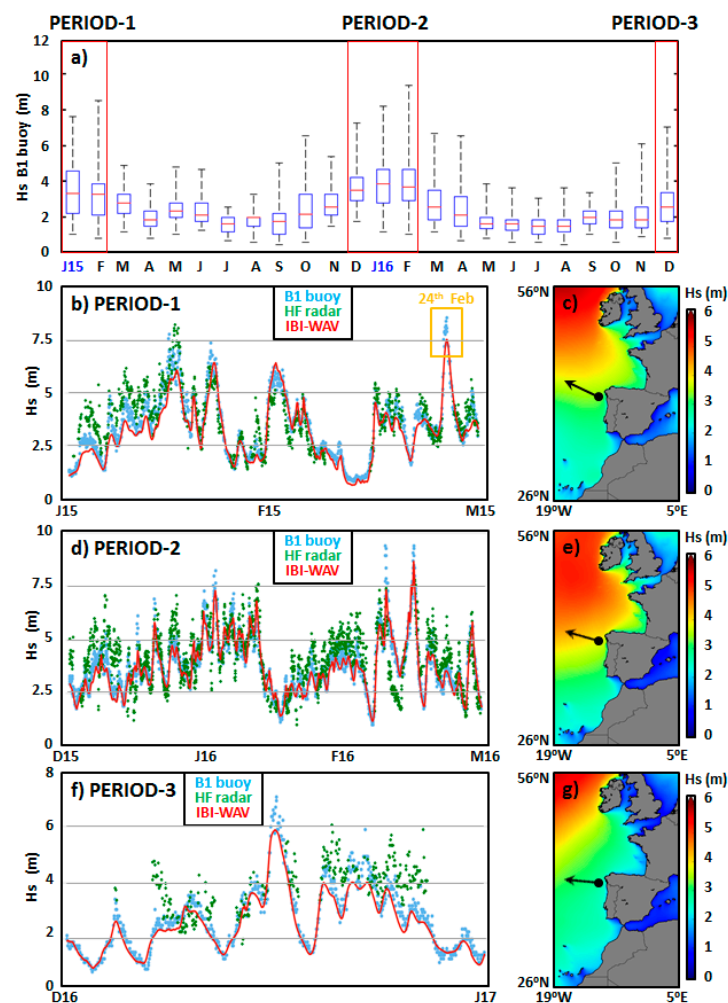 PERIOD-1 PERIOD-2 PERIOD-3
12
10
8
6
4
2
0
Hs B1 buoy (m)
a)
J15 F M A M J J A S O N D J16 F M A M J J A S O N D
b) PERIOD-1
B1 buoy
HF radar
IBI-WAV
24th Feb
10
7.5
5
2.5
0
Hs (m)
J15 F15 M15
c)
56ºN
26ºN
19ºW 5ºE
Hs (m)
6
5
4
3
2
1
0
d) PERIOD-2
B1 buoy
HF radar
IBI-WAV
10
7.5
5
2.5
0
Hs (m)
D15 J16 F16 M16
e)
56ºN
26ºN
19ºW 5ºE
Hs (m)
6
5
4
3
2
1
0
f) PERIOD-3
B1 buoy
HF radar
IBI-WAV
8
6
4
2
0
Hs (m)
D16 J17
g)
56ºN
26ºN
19ºW 5ºE
Hs (m)
6
5
4
3
2
1
0